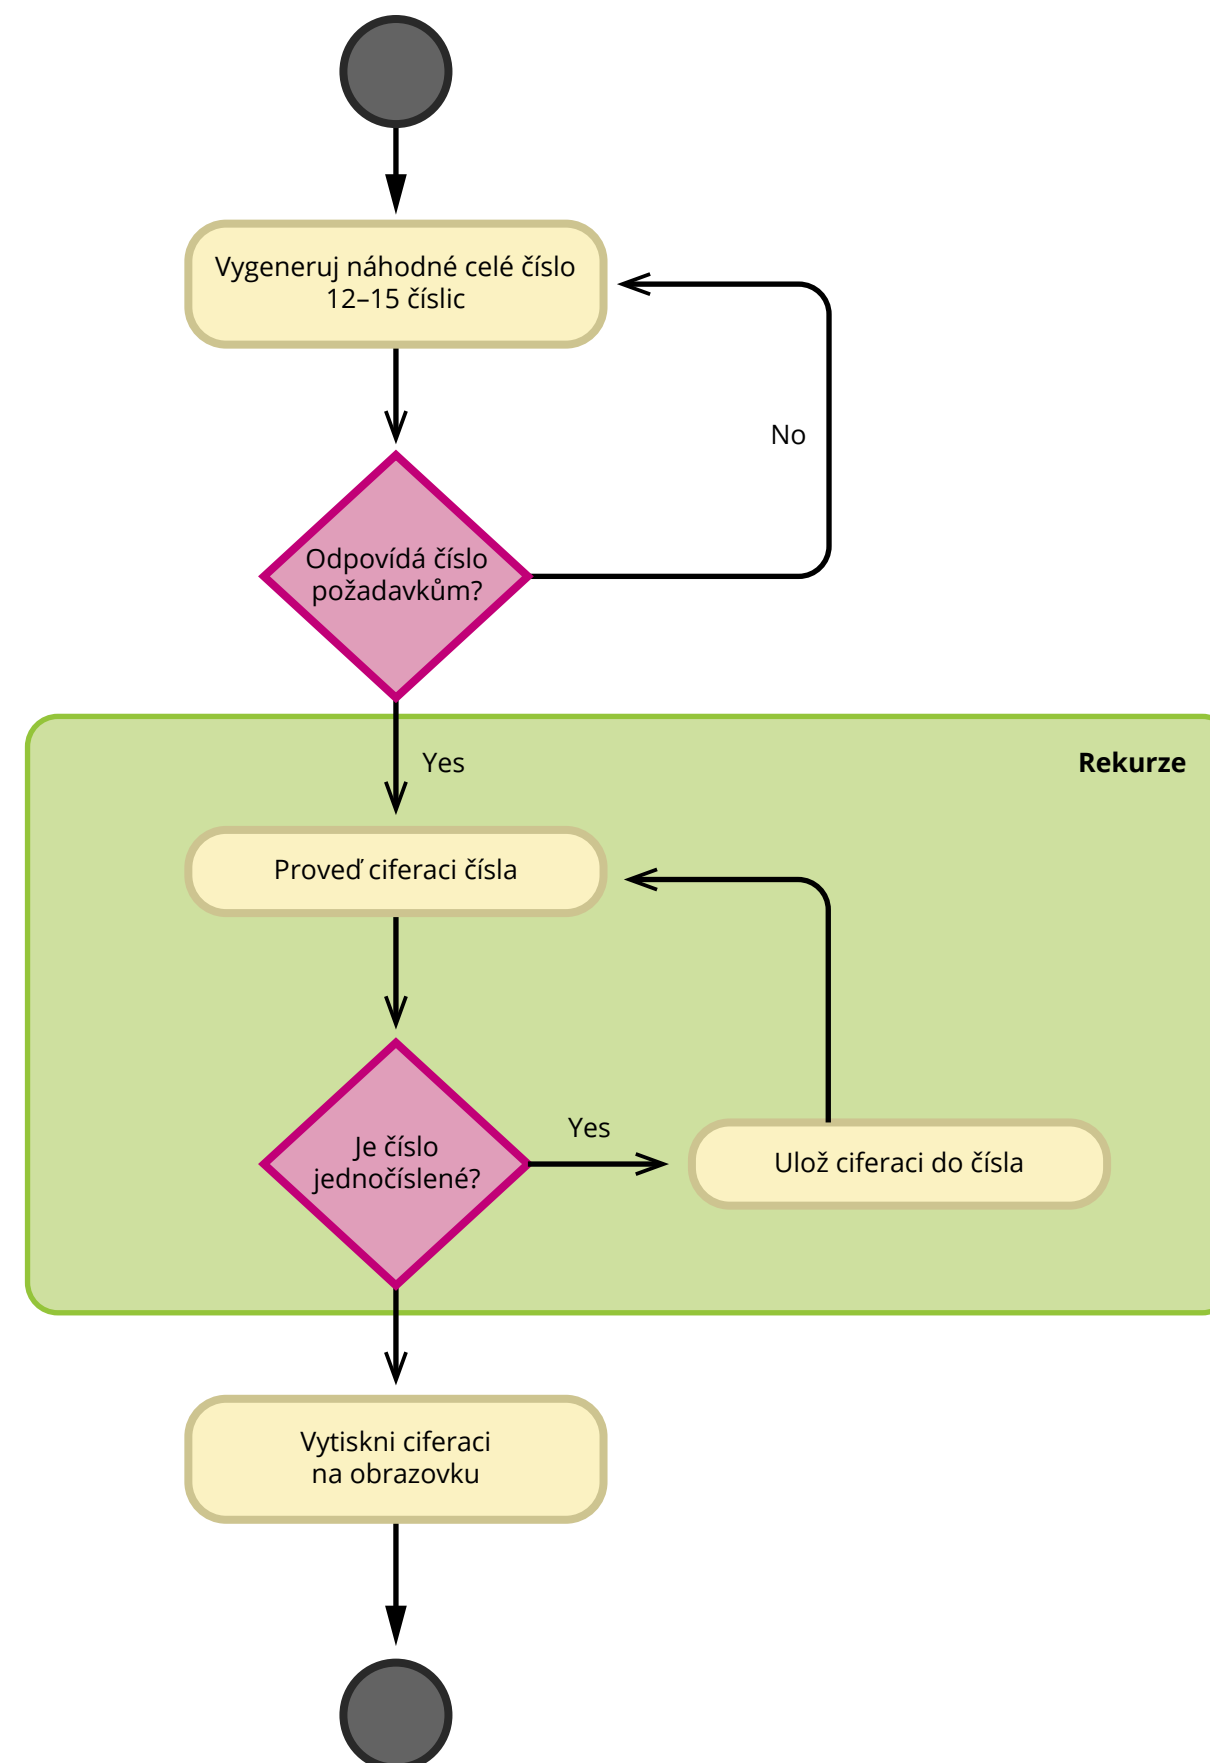 Vygeneruj náhodné celé číslo
12–15 číslic
No
Odpovídá číslo
požadavkům?
Yes
Rekurze
Proveď ciferaci čísla
Yes
Je číslo
jednočíslené?
Ulož ciferaci do čísla
Vytiskni ciferaci
na obrazovku